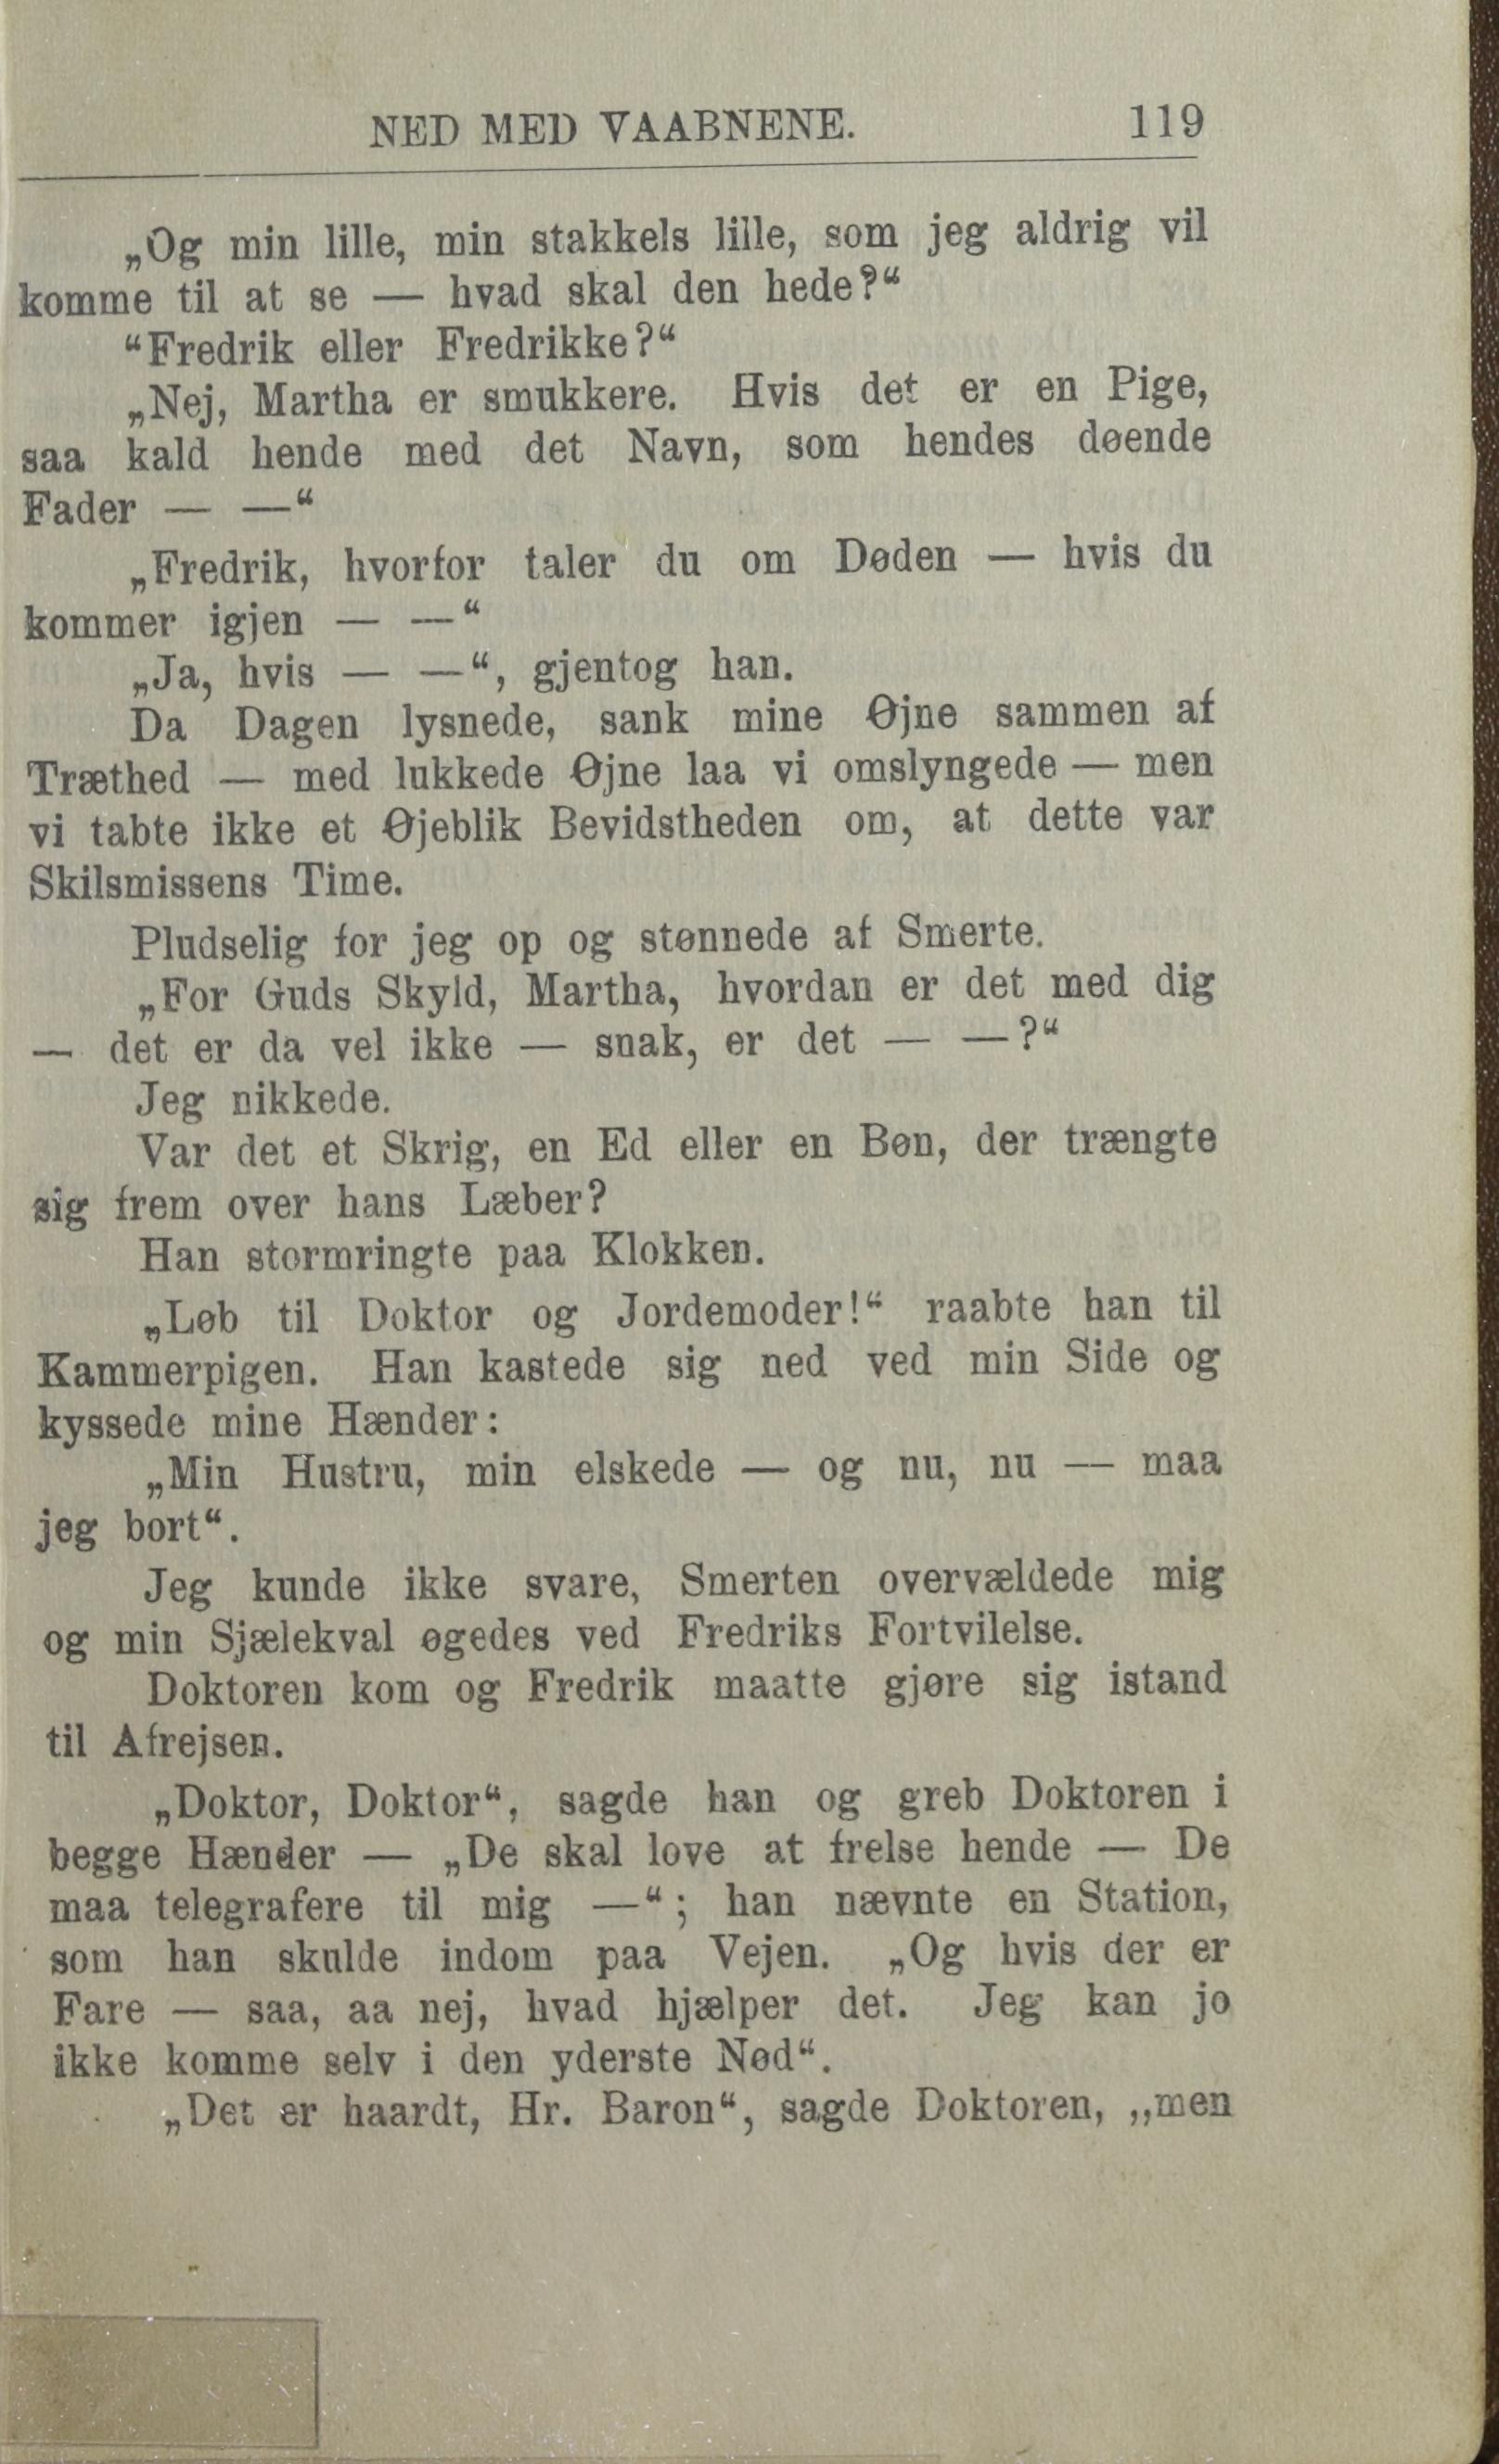 NED MED VAABNENE. 119
„Og min lille, min stakkels lille, som jeg aldrig vil
komme til at se — hvad skal den hede?“
“Fredrik eller Fredrikke?“
„Nej, Martha er smukkere. Hvis det er en Pige,
saa kald hende med det Navn, som hendes døende
Fader — —“
„Fredrik, hvorfor taler du om Døden — hvis du
kommer igjen — —“
„Ja, hvis — —“, gjentog han.
Da Dagen lysnede, sank mine Øjne sammen af
Træthed — med lukkede Øjne laa vi omslyngede — men
vi tabte ikke et Øjeblik Bevidstheden om, at dette var
Skilsmissens Time.
Pludselig for jeg op og stønnede af Smerte.
„For Guds Skyld, Martha, hvordan er det med dig
— det er da vel ikke — snak, er det — —?“
Jeg nikkede.
Var det et Skrig, en Ed eller en Bøn, der trængte
sig frem over hans Læber?
Han stormringte paa Klokken.
„Løb til Doktor og Jordemoder!“ raabte han til
Kammerpigen. Han kastede sig ned ved min Side og
kyssede mine Hænder:
„Min Hustru, min elskede — og nu, nu — maa
jeg bort“.
Jeg kunde ikke svare, Smerten overvældede mig
og min Sjælekval øgedes ved Fredriks Fortvilelse.
Doktoren kom og Fredrik maatte gjøre sig istand
til Afrejsen.
„Doktor, Doktor“, sagde han og greb Doktoren i
begge Hænder — „De skal love at frelse hende — De
maa telegrafere til mig —“; han nævnte en Station,
som han skulde indom paa Vejen. „Og hvis der er
Fare — saa, aa nej, hvad hjælper det. Jeg kan jo
ikke komme selv i den yderste Nød“.
„Det er haardt, Hr. Baron“, sagde Doktoren, ,,men